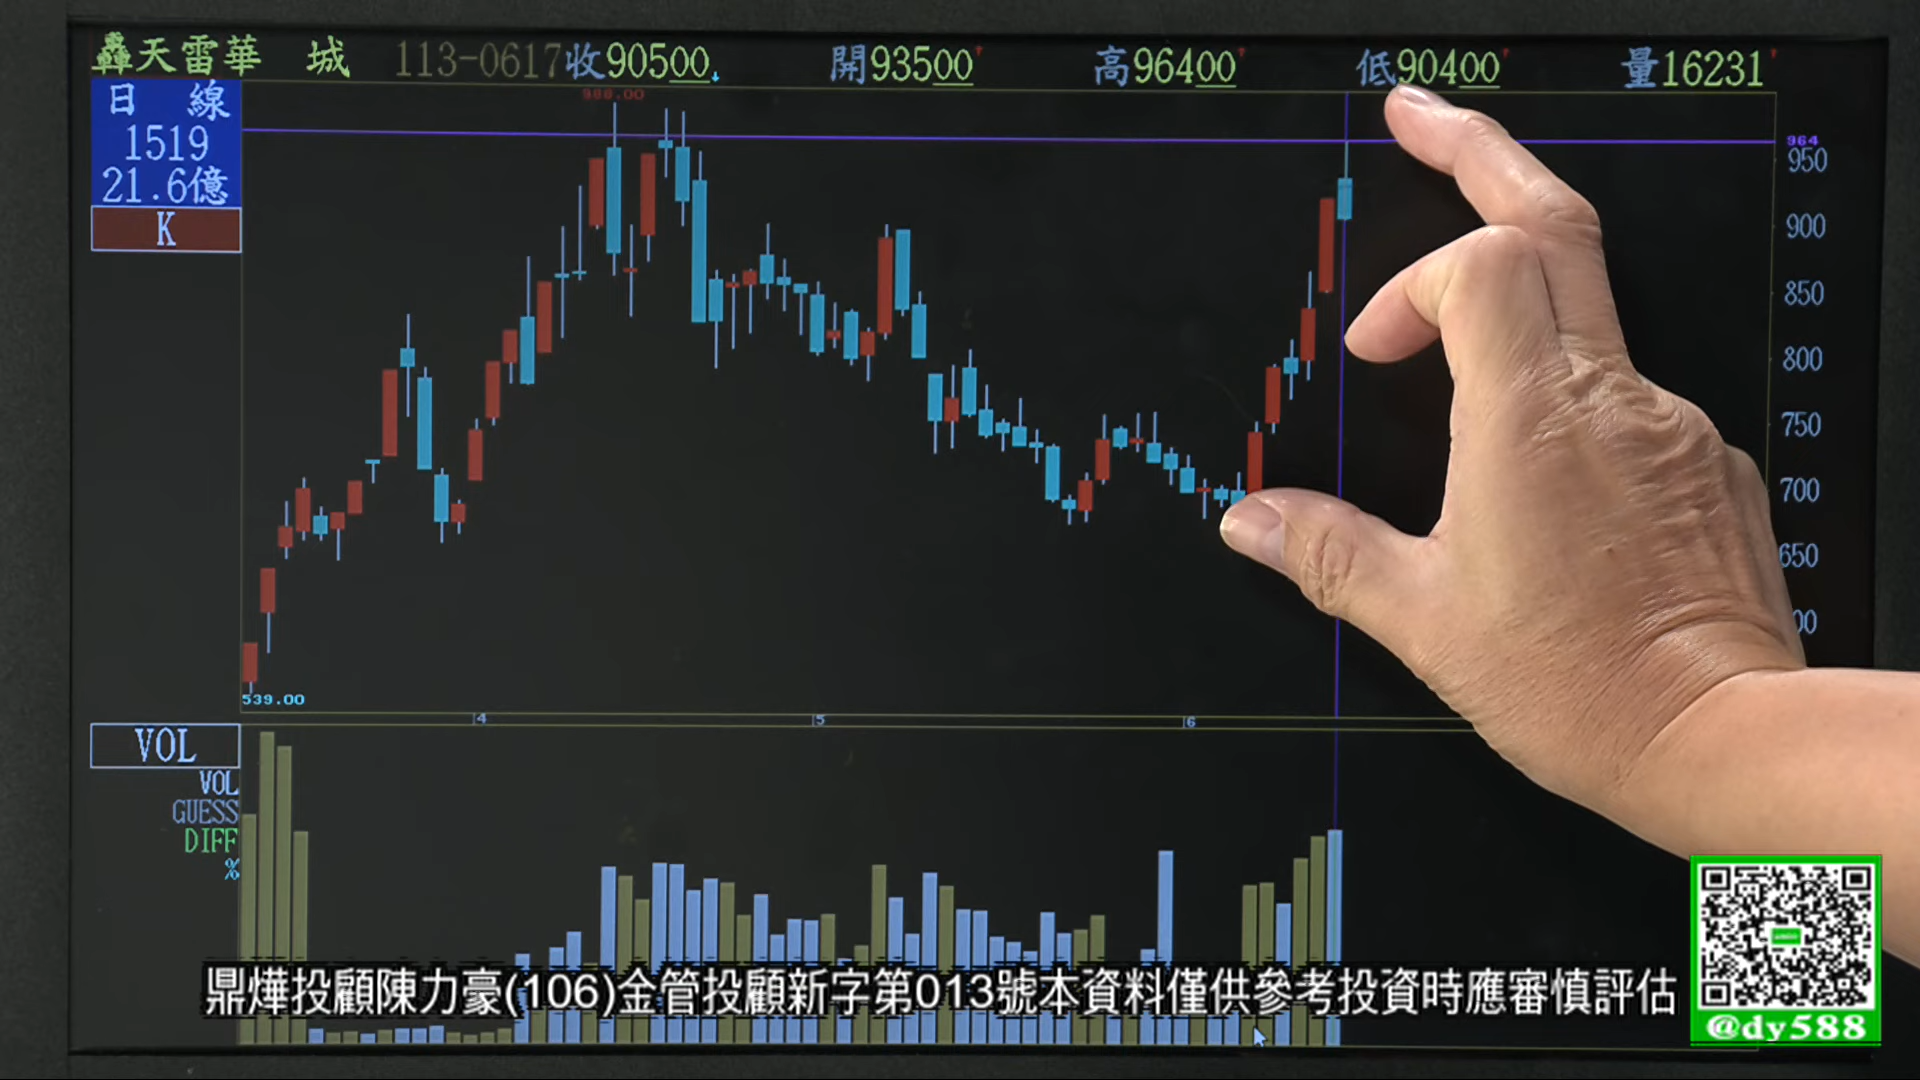 轟天雷華 城 113-0617收90500 開93500 高96400 低90400 量16231
日 線
1519
21.6億
K
988.00
964
950
900
850
800
750
700
650
00
539.00
4 5 6
VOL
VOL
GUESS
DIFF
%
鼎燁投顧陳力豪(106)金管投顧新字第013號本資料僅供參考投資時應審慎評估
@dy588